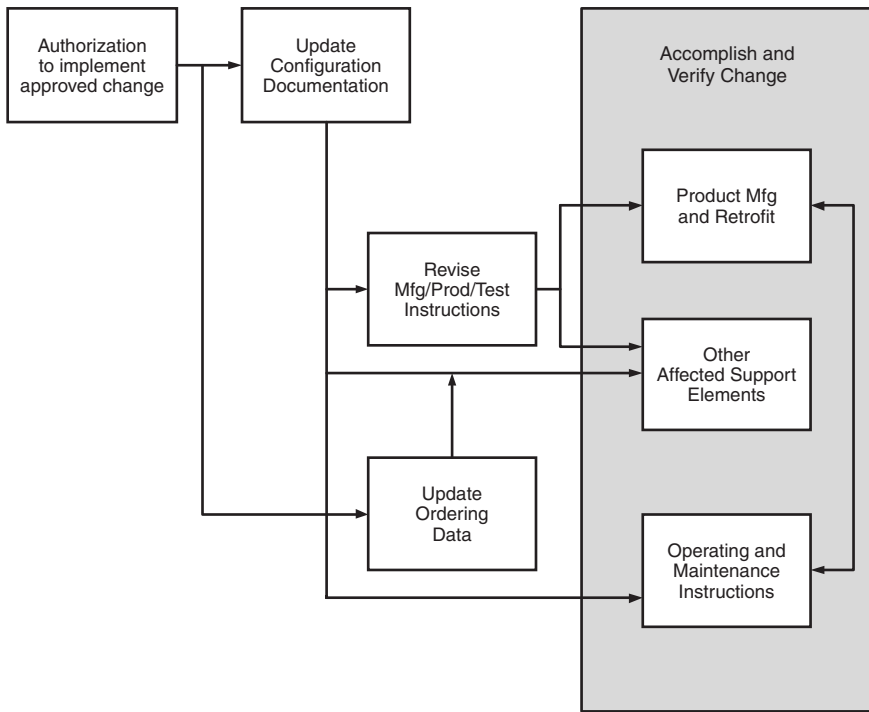 Authorization
to implement
approved change
Update
Configuration
Documentation
Accomplish and
Verify Change
Product Mfg
and Retrofit
Revise
Mfg/Prod/Test
Instructions
Other
Affected Support
Elements
Update
Ordering
Data
Operating and
Maintenance
Instructions